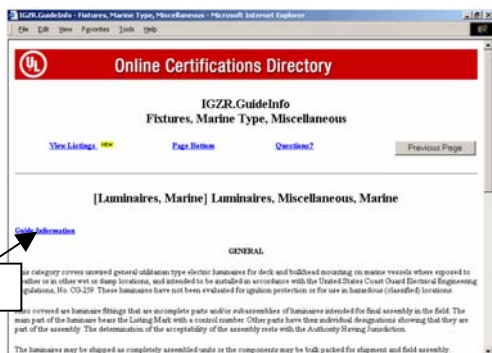 IGZR.GuideInfo - Fixtures, Marine Type, Miscellaneous - Microsoft Internet Explorer
File Edit View Favorites Tools Help
UL
Online Certifications Directory
IGZR.GuideInfo
Fixtures, Marine Type, Miscellaneous
View Listings NEW Page Bottom Questions? Previous Page
[Luminaires, Marine] Luminaires, Miscellaneous, Marine
Guide Information
GENERAL
category covers unwired general utilitarian type electric luminaires for deck and bulkhead mounting on marine vessels where exposed to
or in other wet or damp locations, and intended to be installed in accordance with the United States Coast Guard Electrical Engineering
No. CG-259. These luminaires have not been evaluated for ignition protection or for use in hazardous (classified) locations.
covered are luminaire fittings that are incomplete parts and/or subassemblies of luminaires intended for final assembly in the field. The
main part of the luminaire bears the Listing Mark with a control number. Other parts have their individual designations showing that they are
part of the assembly. The determination of the acceptability of the assembly rests with the Authority Having Jurisdiction.
The luminaires may be shipped as completely assembled units or the components may be bulk packed for shipment and field assembly.